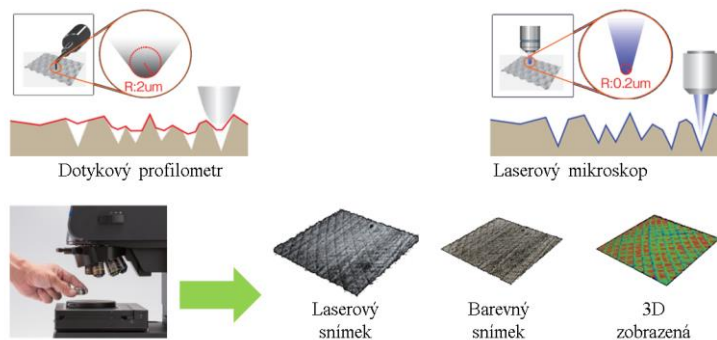 R:2um
R:0.2um
Dotykový profilometr
Laserový mikroskop
Laserový
snímek
Barevný
snímek
3D
zobrazená